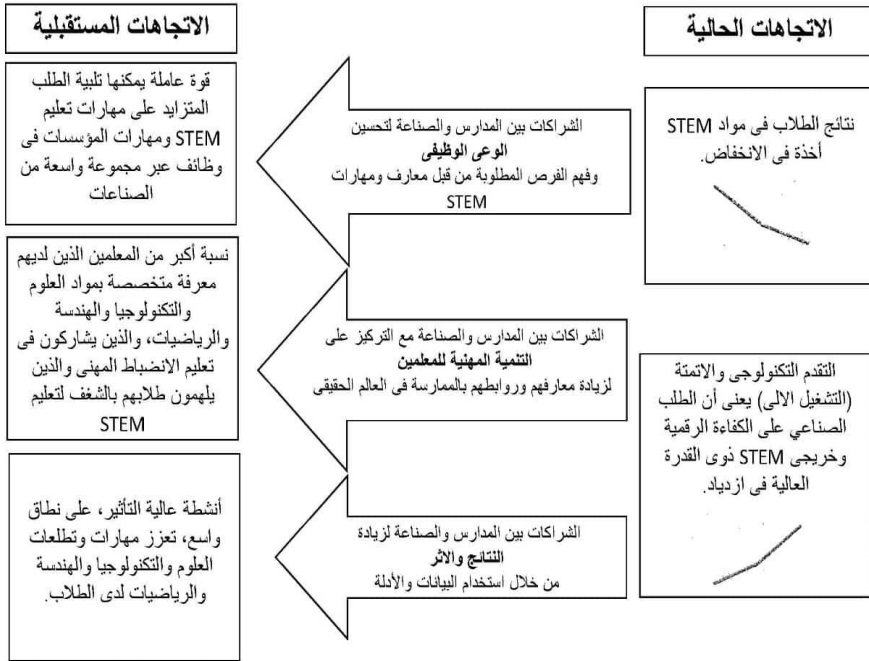 الاتجاهات الحالية
نتائج الطلاب فى مواد STEM
أخذة فى الانخفاض.
التقدم التكنولوجى والاتمتة
(التشغيل الالى) يعنى أن الطلب
الصناعي على الكفاءة الرقمية
وخريجى STEM ذوى القدرة
العالية فى ازدياد.
الشراكات بين المدارس والصناعة لتحسين
الوعى الوظيفى
وفهم الفرص المطلوبة من قبل معارف ومهارات
STEM
الشراكات بين المدارس والصناعة مع التركيز على
التنمية المهنية للمعلمين
لزيادة معارفهم وروابطهم بالممارسة فى العالم الحقيقى
الشراكات بين المدارس والصناعة لزيادة
النتائج والاثر
من خلال استخدام البيانات والأدلة
الاتجاهات المستقبلية
قوة عاملة يمكنها تلبية الطلب
المتزايد على مهارات تعليم
STEM ومهارات المؤسسات فى
وظائف عبر مجموعة واسعة من
الصناعات
نسبة أكبر من المعلمين الذين لديهم
معرفة متخصصة بمواد العلوم
والتكنولوجيا والهندسة
والرياضيات، والذين يشاركون فى
تعليم الانضباط المهنى والذين
يلهمون طلابهم بالشغف لتعليم
STEM
أنشطة عالية التأثير، على نطاق
واسع، تعزز مهارات وتطلعات
العلوم والتكنولوجيا والهندسة
والرياضيات لدى الطلاب.